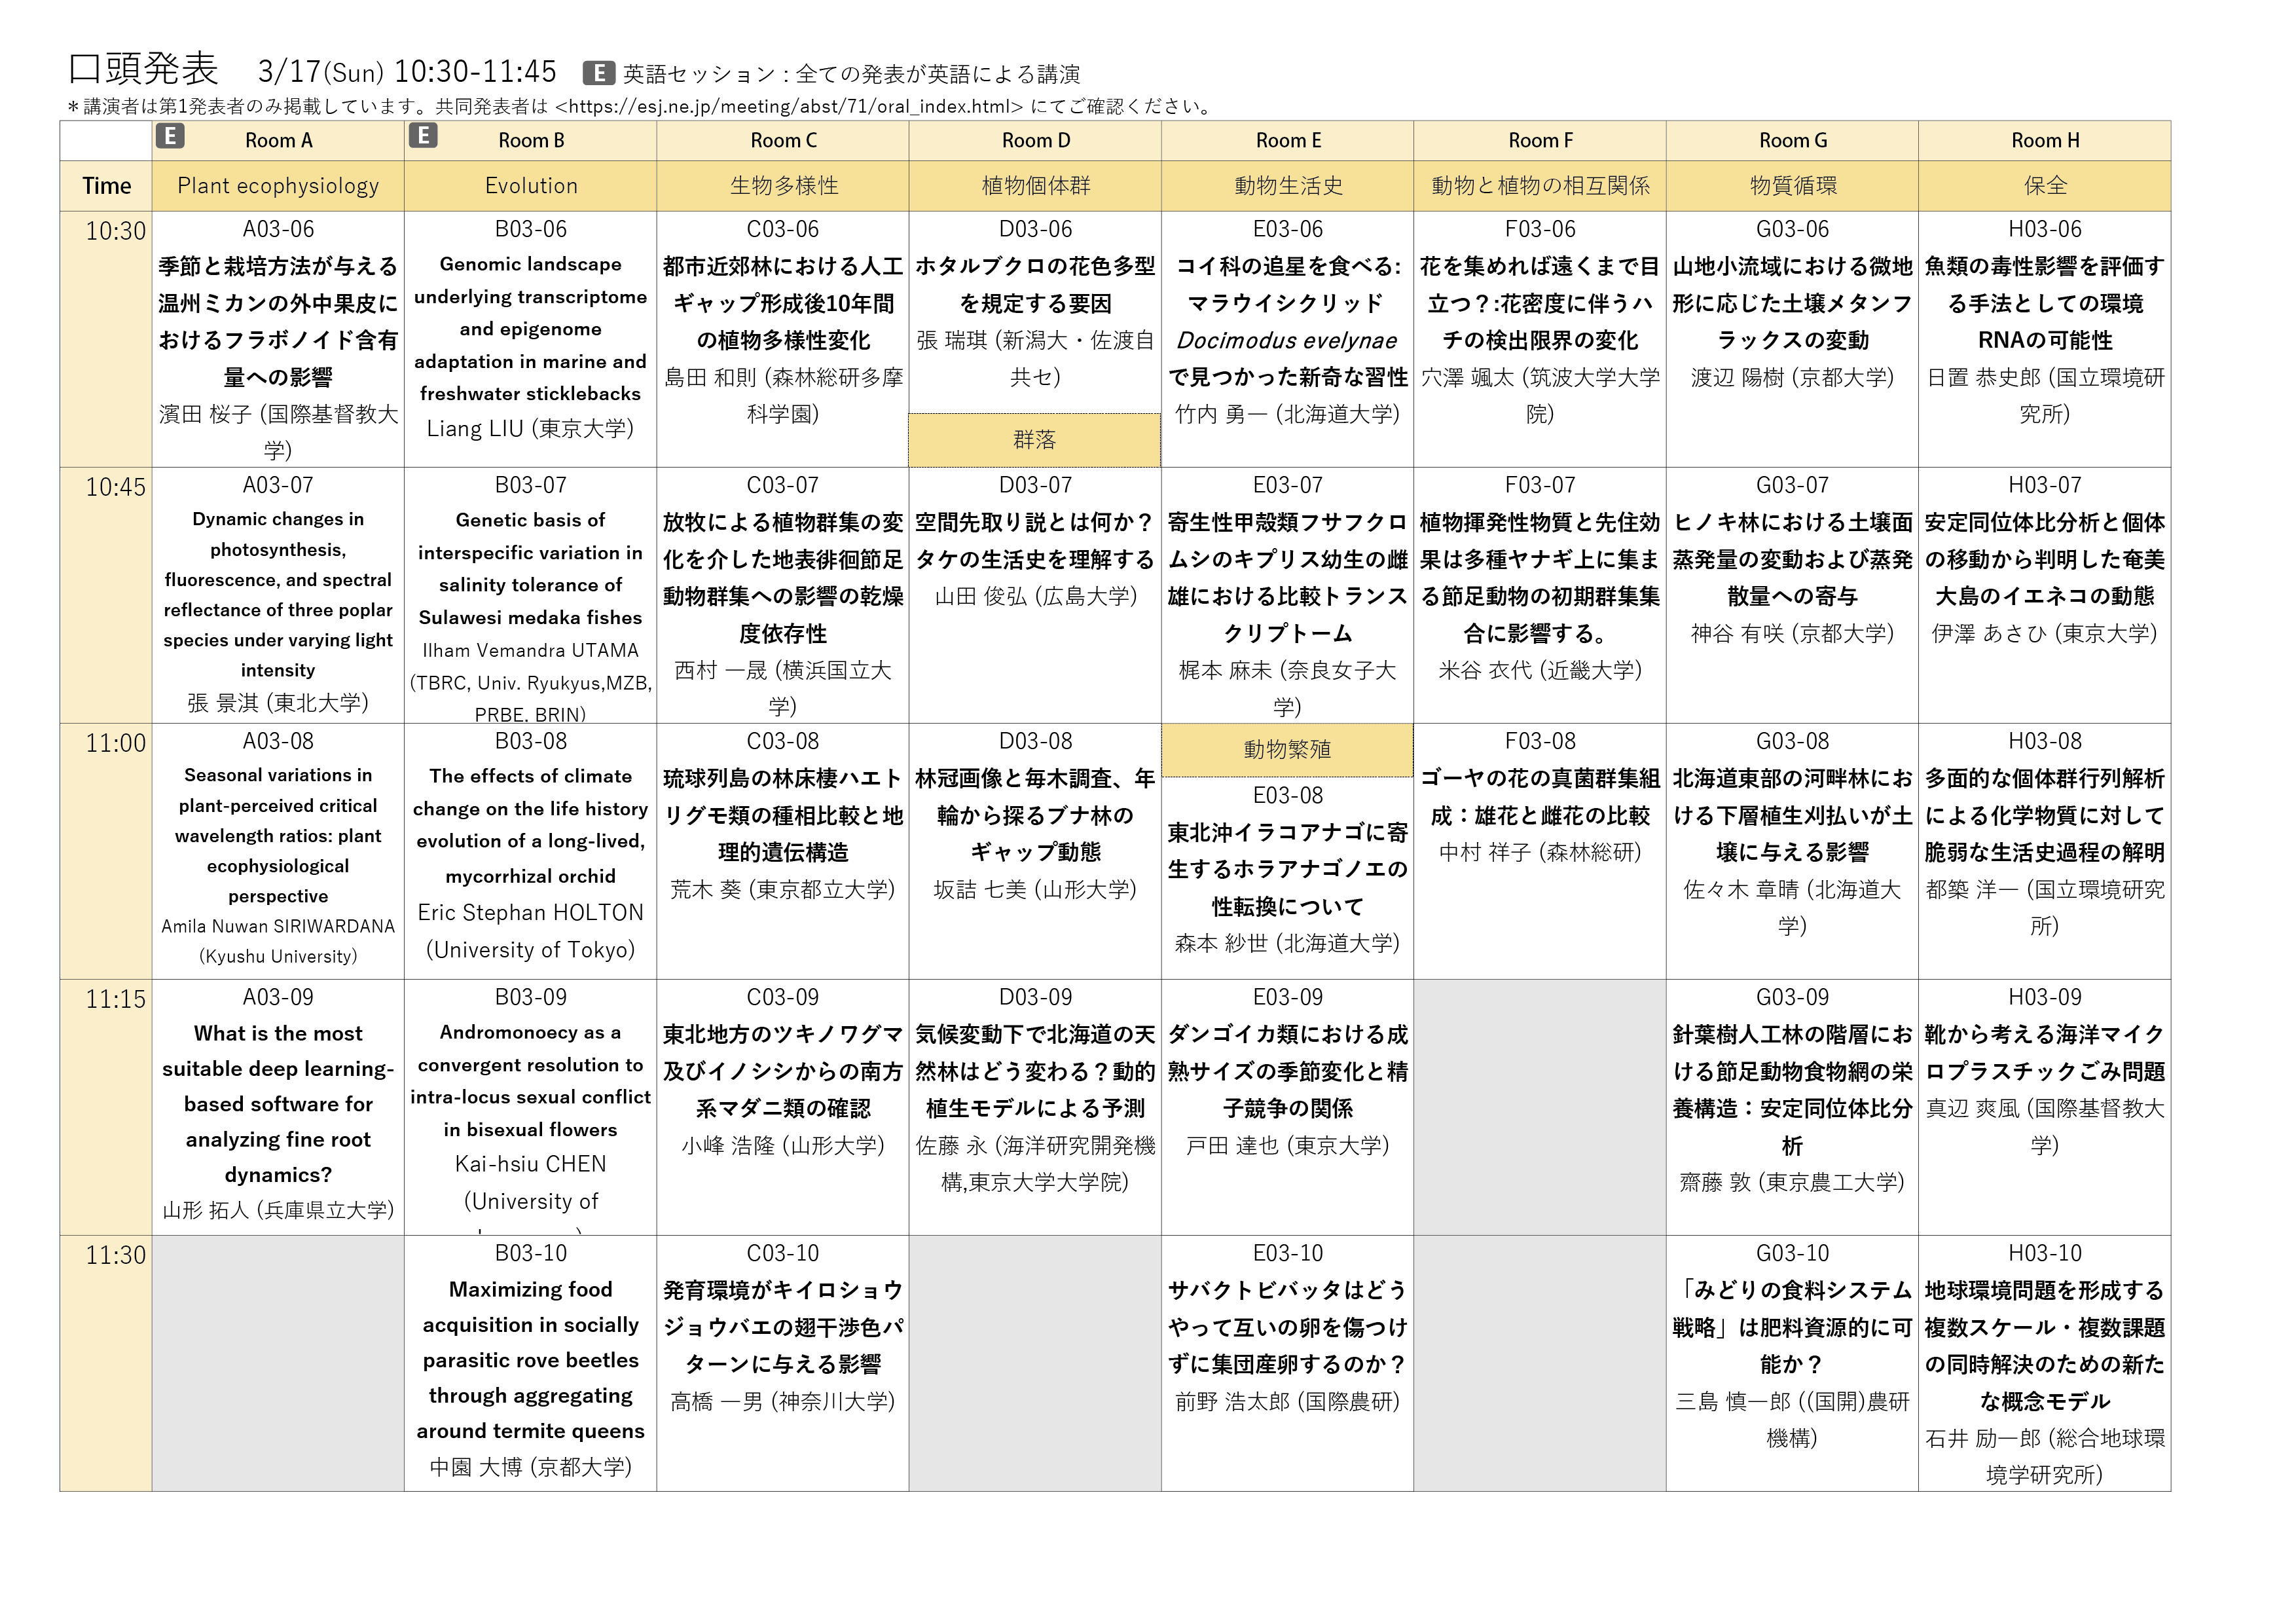 口頭発表 3/17(Sun) 10:30-11:45 E 英語セッション：全ての発表が英語による講演
＊講演者は第1発表者のみ掲載しています。共同発表者は <https://esj.ne.jp/meeting/abst/71/oral_index.html> にてご確認ください。
E Room A E Room B Room C Room D Room E Room F Room G Room H
Time Plant ecophysiology Evolution 生物多様性 植物個体群 動物生活史 動物と植物の相互関係 物質循環 保全
10:30
A03-06
季節と栽培方法が与える
温州ミカンの外中果皮に
おけるフラボノイド含有
量への影響
濱田 桜子 (国際基督教大
学)
B03-06
Genomic landscape
underlying transcriptome
and epigenome
adaptation in marine and
freshwater sticklebacks
Liang LIU (東京大学)
C03-06
都市近郊林における人工
ギャップ形成後10年間
の植物多様性変化
島田 和則 (森林総研多摩
科学園)
D03-06
ホタルブクロの花色多型
を規定する要因
張 瑞琪 (新潟大・佐渡自
共セ)
群落
E03-06
コイ科の追星を食べる:
マラウイシクリッド
Docimodus evelynae
で見つかった新奇な習性
竹内 勇一 (北海道大学)
F03-06
花を集めれば遠くまで目
立つ？:花密度に伴うハ
チの検出限界の変化
穴澤 颯太 (筑波大学大学
院)
G03-06
山地小流域における微地
形に応じた土壌メタンフ
ラックスの変動
渡辺 陽樹 (京都大学)
H03-06
魚類の毒性影響を評価す
る手法としての環境
RNAの可能性
日置 恭史郎 (国立環境研
究所)
10:45
A03-07
Dynamic changes in
photosynthesis,
fluorescence, and spectral
reflectance of three poplar
species under varying light
intensity
張 景淇 (東北大学)
B03-07
Genetic basis of
interspecific variation in
salinity tolerance of
Sulawesi medaka fishes
Ilham Vemandra UTAMA
(TBRC, Univ. Ryukyus,MZB,
PRBE. BRIN)
C03-07
放牧による植物群集の変
化を介した地表徘徊節足
動物群集への影響の乾燥
度依存性
西村 一晟 (横浜国立大
学)
D03-07
空間先取り説とは何か？
タケの生活史を理解する
山田 俊弘 (広島大学)
E03-07
寄生性甲殻類フサフクロ
ムシのキプリス幼生の雌
雄における比較トランス
クリプトーム
梶本 麻未 (奈良女子大
学)
F03-07
植物揮発性物質と先住効
果は多種ヤナギ上に集ま
る節足動物の初期群集集
合に影響する。
米谷 衣代 (近畿大学)
G03-07
ヒノキ林における土壌面
蒸発量の変動および蒸発
散量への寄与
神谷 有咲 (京都大学)
H03-07
安定同位体比分析と個体
の移動から判明した奄美
大島のイエネコの動態
伊澤 あさひ (東京大学)
11:00
A03-08
Seasonal variations in
plant-perceived critical
wavelength ratios: plant
ecophysiological
perspective
Amila Nuwan SIRIWARDANA
(Kyushu University)
B03-08
The effects of climate
change on the life history
evolution of a long-lived,
mycorrhizal orchid
Eric Stephan HOLTON
(University of Tokyo)
C03-08
琉球列島の林床棲ハエト
リグモ類の種相比較と地
理的遺伝構造
荒木 葵 (東京都立大学)
D03-08
林冠画像と毎木調査、年
輪から探るブナ林の
ギャップ動態
坂詰 七美 (山形大学)
動物繁殖
E03-08
東北沖イラコアナゴに寄
生するホラアナゴノエの
性転換について
森本 紗世 (北海道大学)
F03-08
ゴーヤの花の真菌群集組
成：雄花と雌花の比較
中村 祥子 (森林総研)
G03-08
北海道東部の河畔林にお
ける下層植生刈払いが土
壌に与える影響
佐々木 章晴 (北海道大
学)
H03-08
多面的な個体群行列解析
による化学物質に対して
脆弱な生活史過程の解明
都築 洋一 (国立環境研究
所)
11:15
A03-09
What is the most
suitable deep learning-
based software for
analyzing fine root
dynamics?
山形 拓人 (兵庫県立大学)
B03-09
Andromonoecy as a
convergent resolution to
intra-locus sexual conflict
in bisexual flowers
Kai-hsiu CHEN
(University of
C03-09
東北地方のツキノワグマ
及びイノシシからの南方
系マダニ類の確認
小峰 浩隆 (山形大学)
D03-09
気候変動下で北海道の天
然林はどう変わる？動的
植生モデルによる予測
佐藤 永 (海洋研究開発機
構,東京大学大学院)
E03-09
ダンゴイカ類における成
熟サイズの季節変化と精
子競争の関係
戸田 達也 (東京大学)
G03-09
針葉樹人工林の階層にお
ける節足動物食物網の栄
養構造：安定同位体比分
析
齋藤 敦 (東京農工大学)
H03-09
靴から考える海洋マイク
ロプラスチックごみ問題
真辺 爽風 (国際基督教大
学)
11:30
B03-10
Maximizing food
acquisition in socially
parasitic rove beetles
through aggregating
around termite queens
中園 大博 (京都大学)
C03-10
発育環境がキイロショウ
ジョウバエの翅干渉色パ
ターンに与える影響
高橋 一男 (神奈川大学)
E03-10
サバクトビバッタはどう
やって互いの卵を傷つけ
ずに集団産卵するのか？
前野 浩太郎 (国際農研)
G03-10
「みどりの食料システム
戦略」は肥料資源的に可
能か？
三島 慎一郎 ((国開)農研
機構)
H03-10
地球環境問題を形成する
複数スケール・複数課題
の同時解決のための新た
な概念モデル
石井 励一郎 (総合地球環
境学研究所)